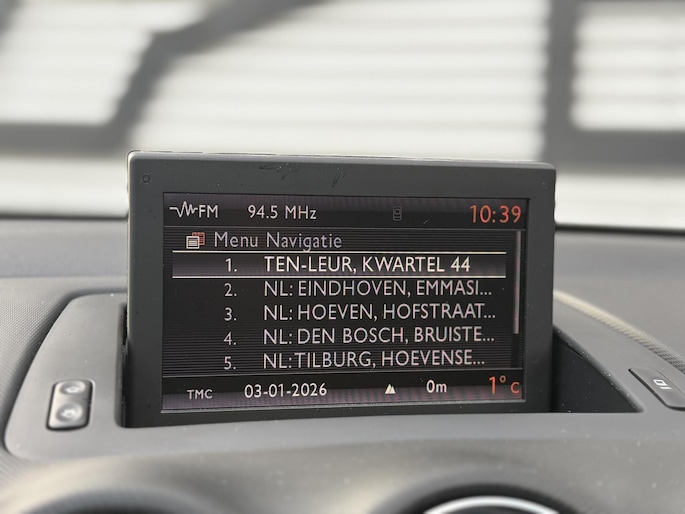 FM 94.5 MHz 10:39
Menu Navigatie
1. TEN-LEUR, KWARTEL 44
2. NL: EINDHOVEN, EMMASI...
3. NL: HOEVEN, HOFSTRAAT...
4. NL: DEN BOSCH, BRUISTE...
5. NL:TILBURG, HOEVENSE...
TMC 03-01-2026 0m 1°C